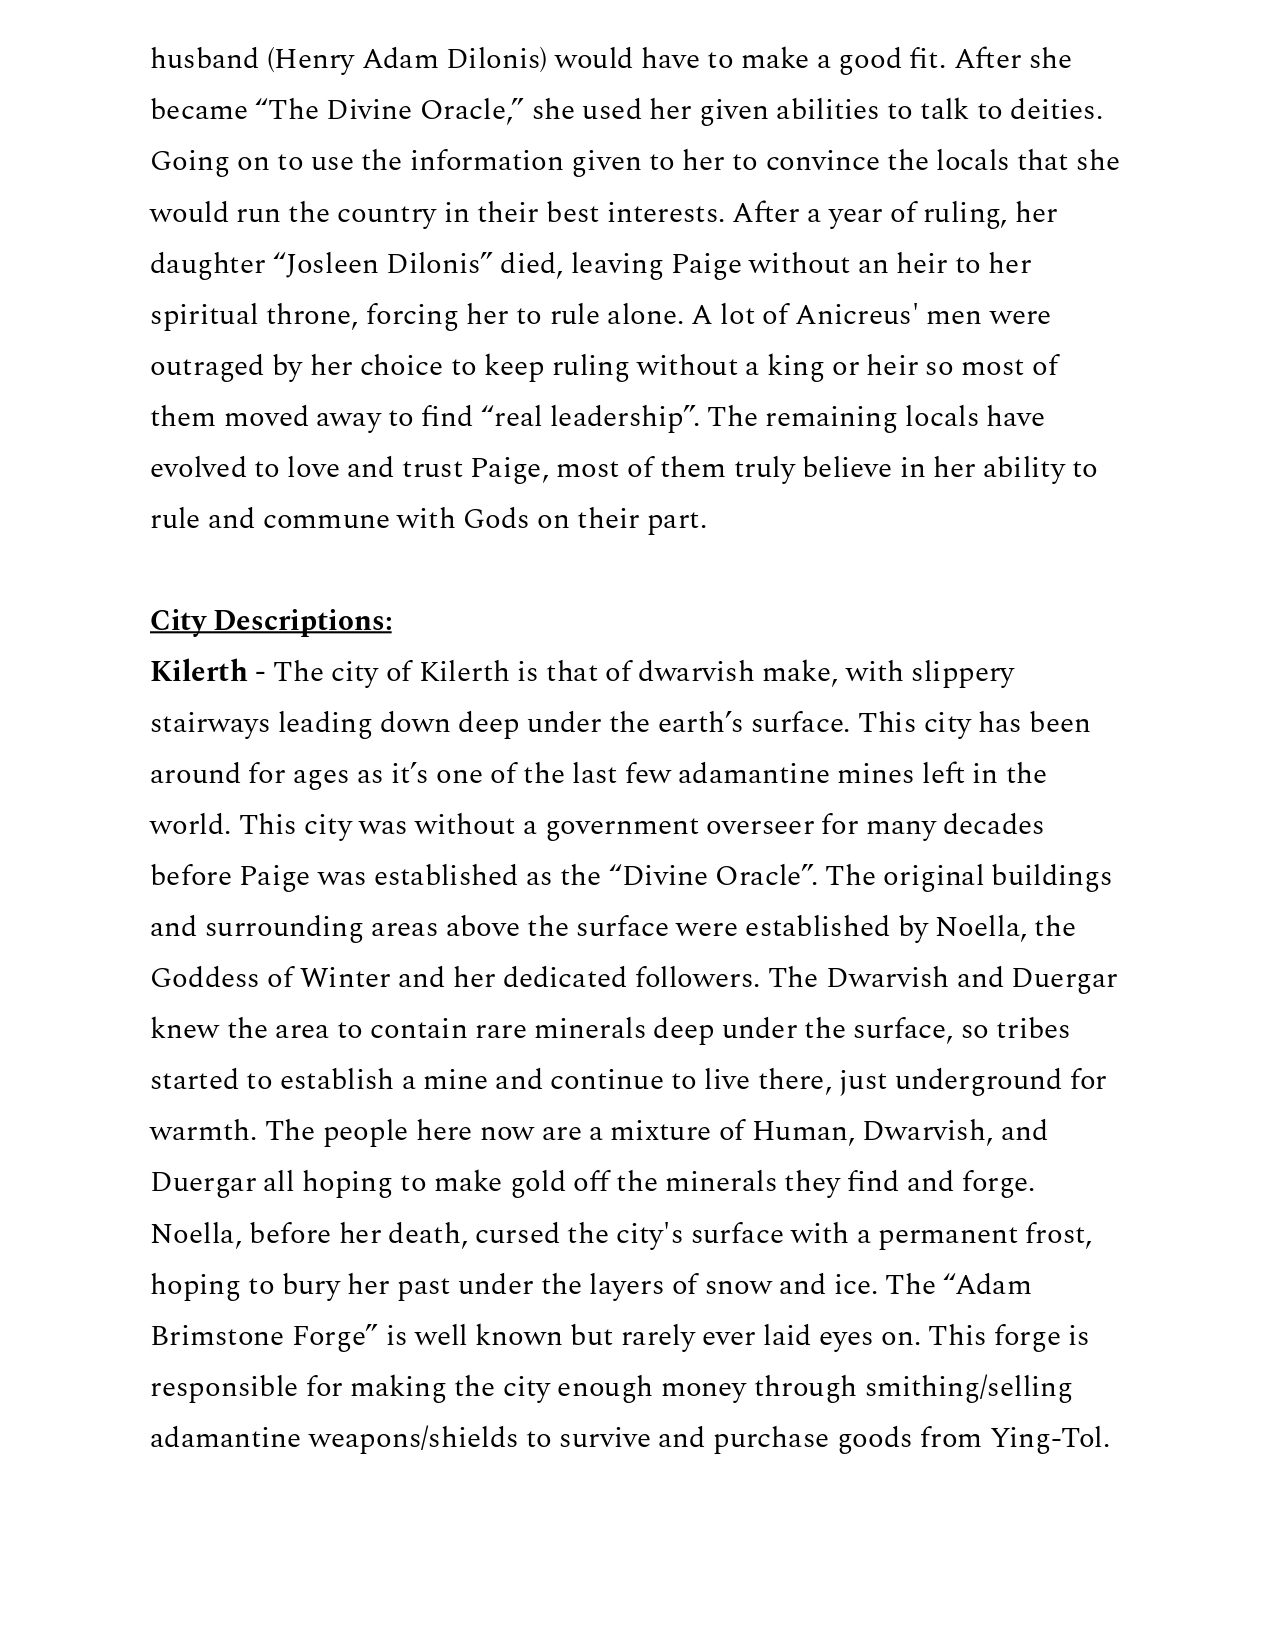 husband (Henry Adam Dilonis) would have to make a good fit. After she
became “The Divine Oracle,” she used her given abilities to talk to deities.
Going on to use the information given to her to convince the locals that she
would run the country in their best interests. After a year of ruling, her
daughter “Josleen Dilonis” died, leaving Paige without an heir to her
spiritual throne, forcing her to rule alone. A lot of Anicreus' men were
outraged by her choice to keep ruling without a king or heir so most of
them moved away to find “real leadership”. The remaining locals have
evolved to love and trust Paige, most of them truly believe in her ability to
rule and commune with Gods on their part.
City Descriptions:
Kilerth - The city of Kilerth is that of dwarvish make, with slippery
stairways leading down deep under the earth’s surface. This city has been
around for ages as it’s one of the last few adamantine mines left in the
world. This city was without a government overseer for many decades
before Paige was established as the “Divine Oracle”. The original buildings
and surrounding areas above the surface were established by Noella, the
Goddess of Winter and her dedicated followers. The Dwarvish and Duergar
knew the area to contain rare minerals deep under the surface, so tribes
started to establish a mine and continue to live there, just underground for
warmth. The people here now are a mixture of Human, Dwarvish, and
Duergar all hoping to make gold off the minerals they find and forge.
Noella, before her death, cursed the city's surface with a permanent frost,
hoping to bury her past under the layers of snow and ice. The “Adam
Brimstone Forge” is well known but rarely ever laid eyes on. This forge is
responsible for making the city enough money through smithing/selling
adamantine weapons/shields to survive and purchase goods from Ying-Tol.